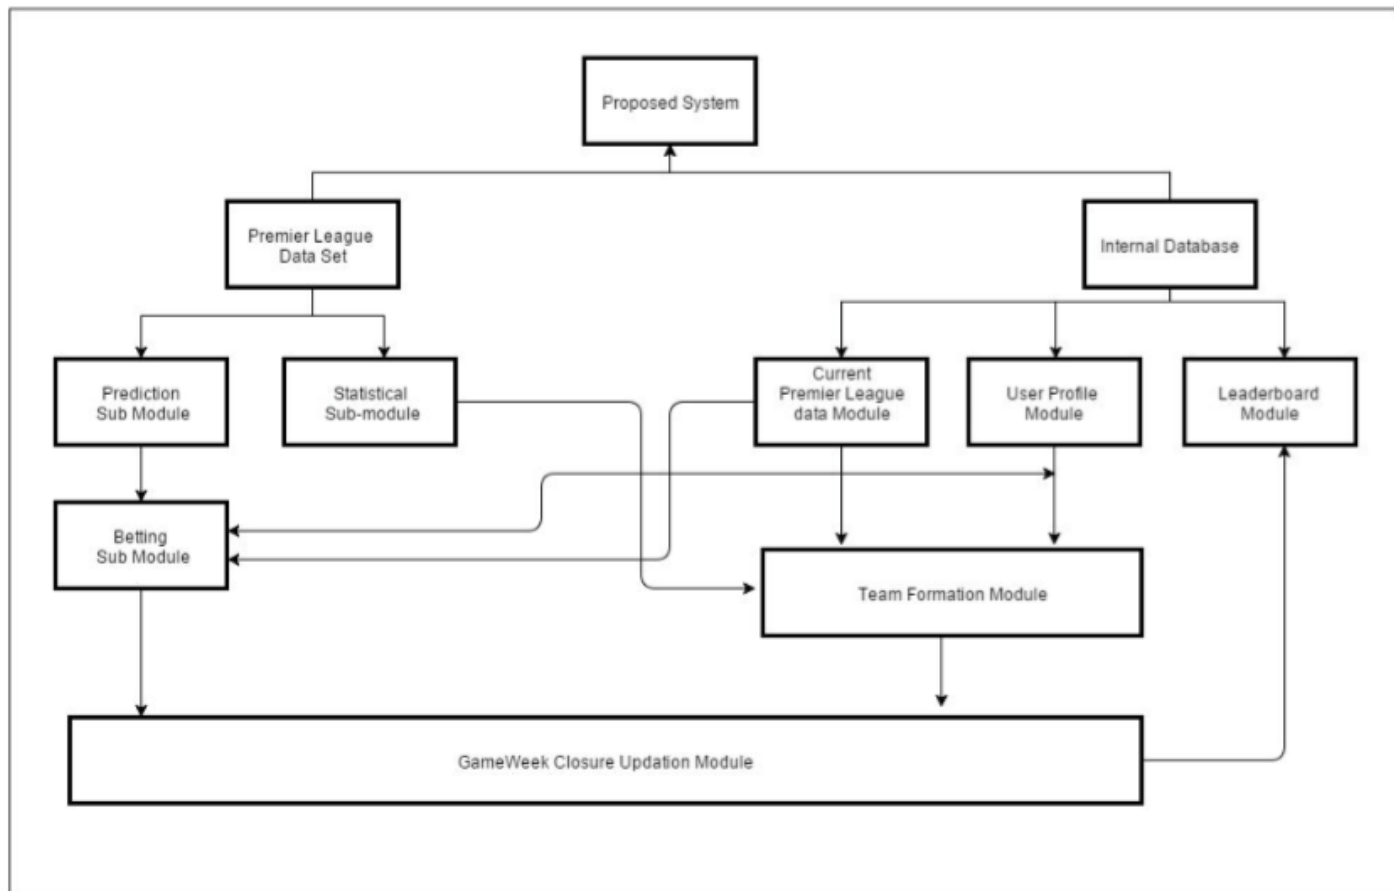 Proposed System
Premier League
Data Set
Internal Database
Prediction
Sub Module
Statistical
Sub-module
Current
Premier League
data Module
User Profile
Module
Leaderboard
Module
Betting
Sub Module
Team Formation Module
GameWeek Closure Updation Module